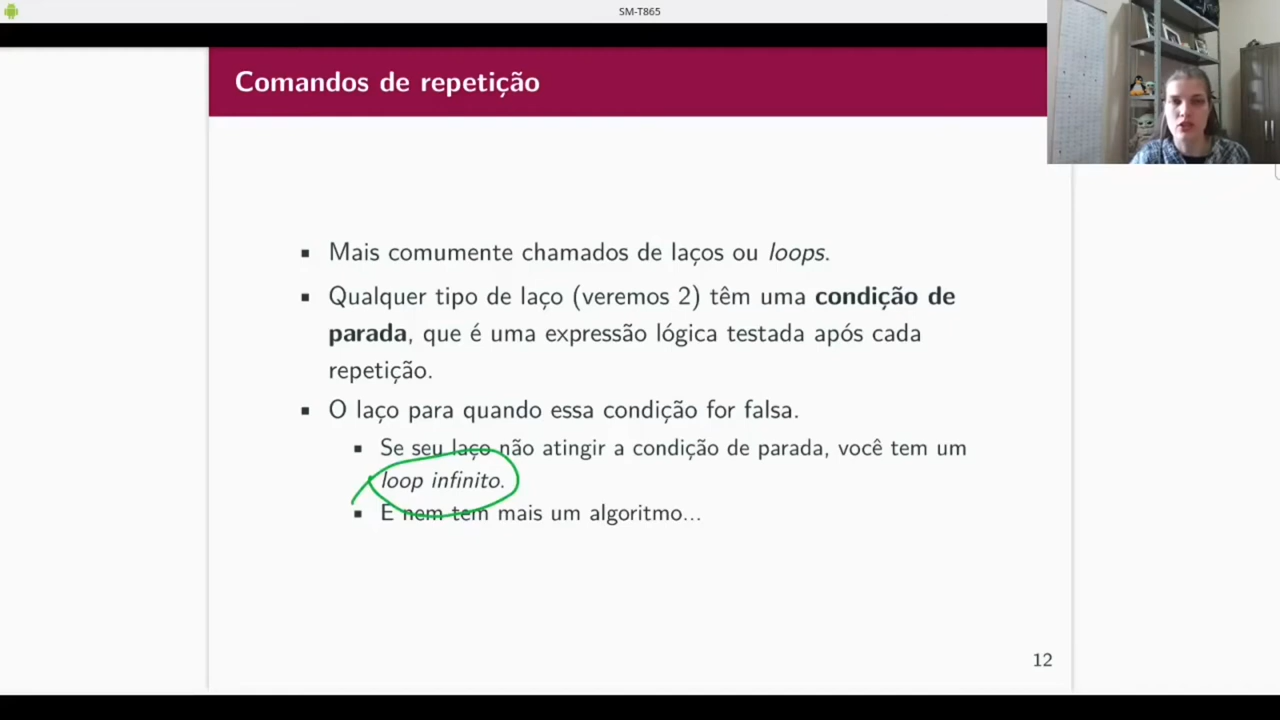 SM-T865
Comandos de repetição
Mais comumente chamados de laços ou loops.
Qualquer tipo de laço (veremos 2) têm uma condição de
parada, que é uma expressão lógica testada após cada
repetição.
O laço para quando essa condição for falsa.
Se seu laço não atingir a condição de parada, você tem um
loop infinito.
E nem tem mais um algoritmo...
12